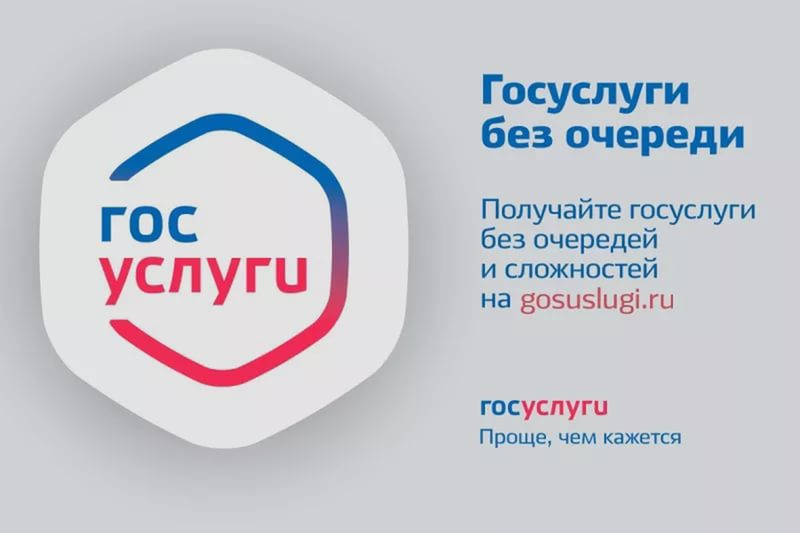 гос
услуги
Госуслуги
без очереди
Получайте госуслуги
без очередей
и сложностей
на gosuslugi.ru
госуслуги
Проще, чем кажется